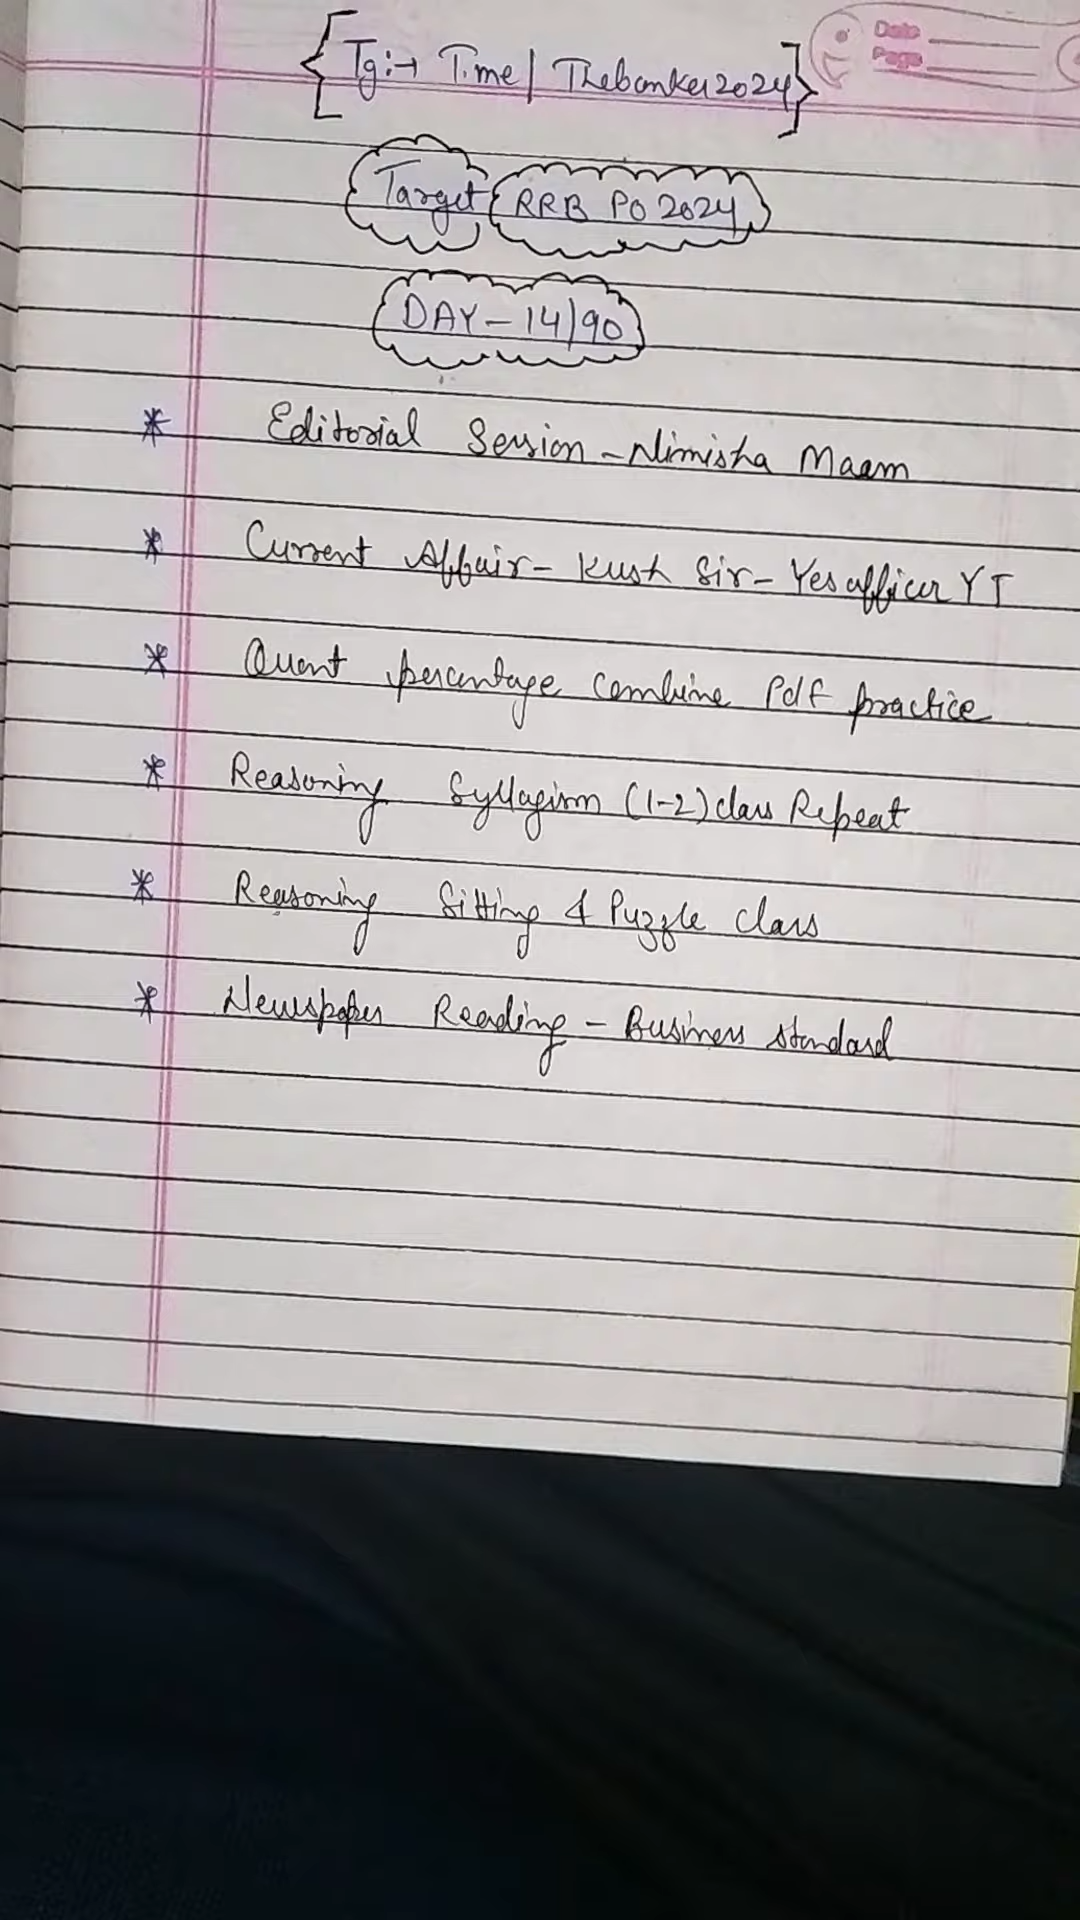 Tg:→ Time | Thebanker2024
Date
Page
Target RRB PO 2024
DAY - 14/90
* Editorial Session - Nimisha Maam
* Current Affair - Kush Sir - Yes officer YT
* Quant percentage combine Pdf practice
* Reasoning Syllogism (1-2) class Repeat
* Reasoning Sitting & Puzzle Class
* Newspaper Reading - Business standard